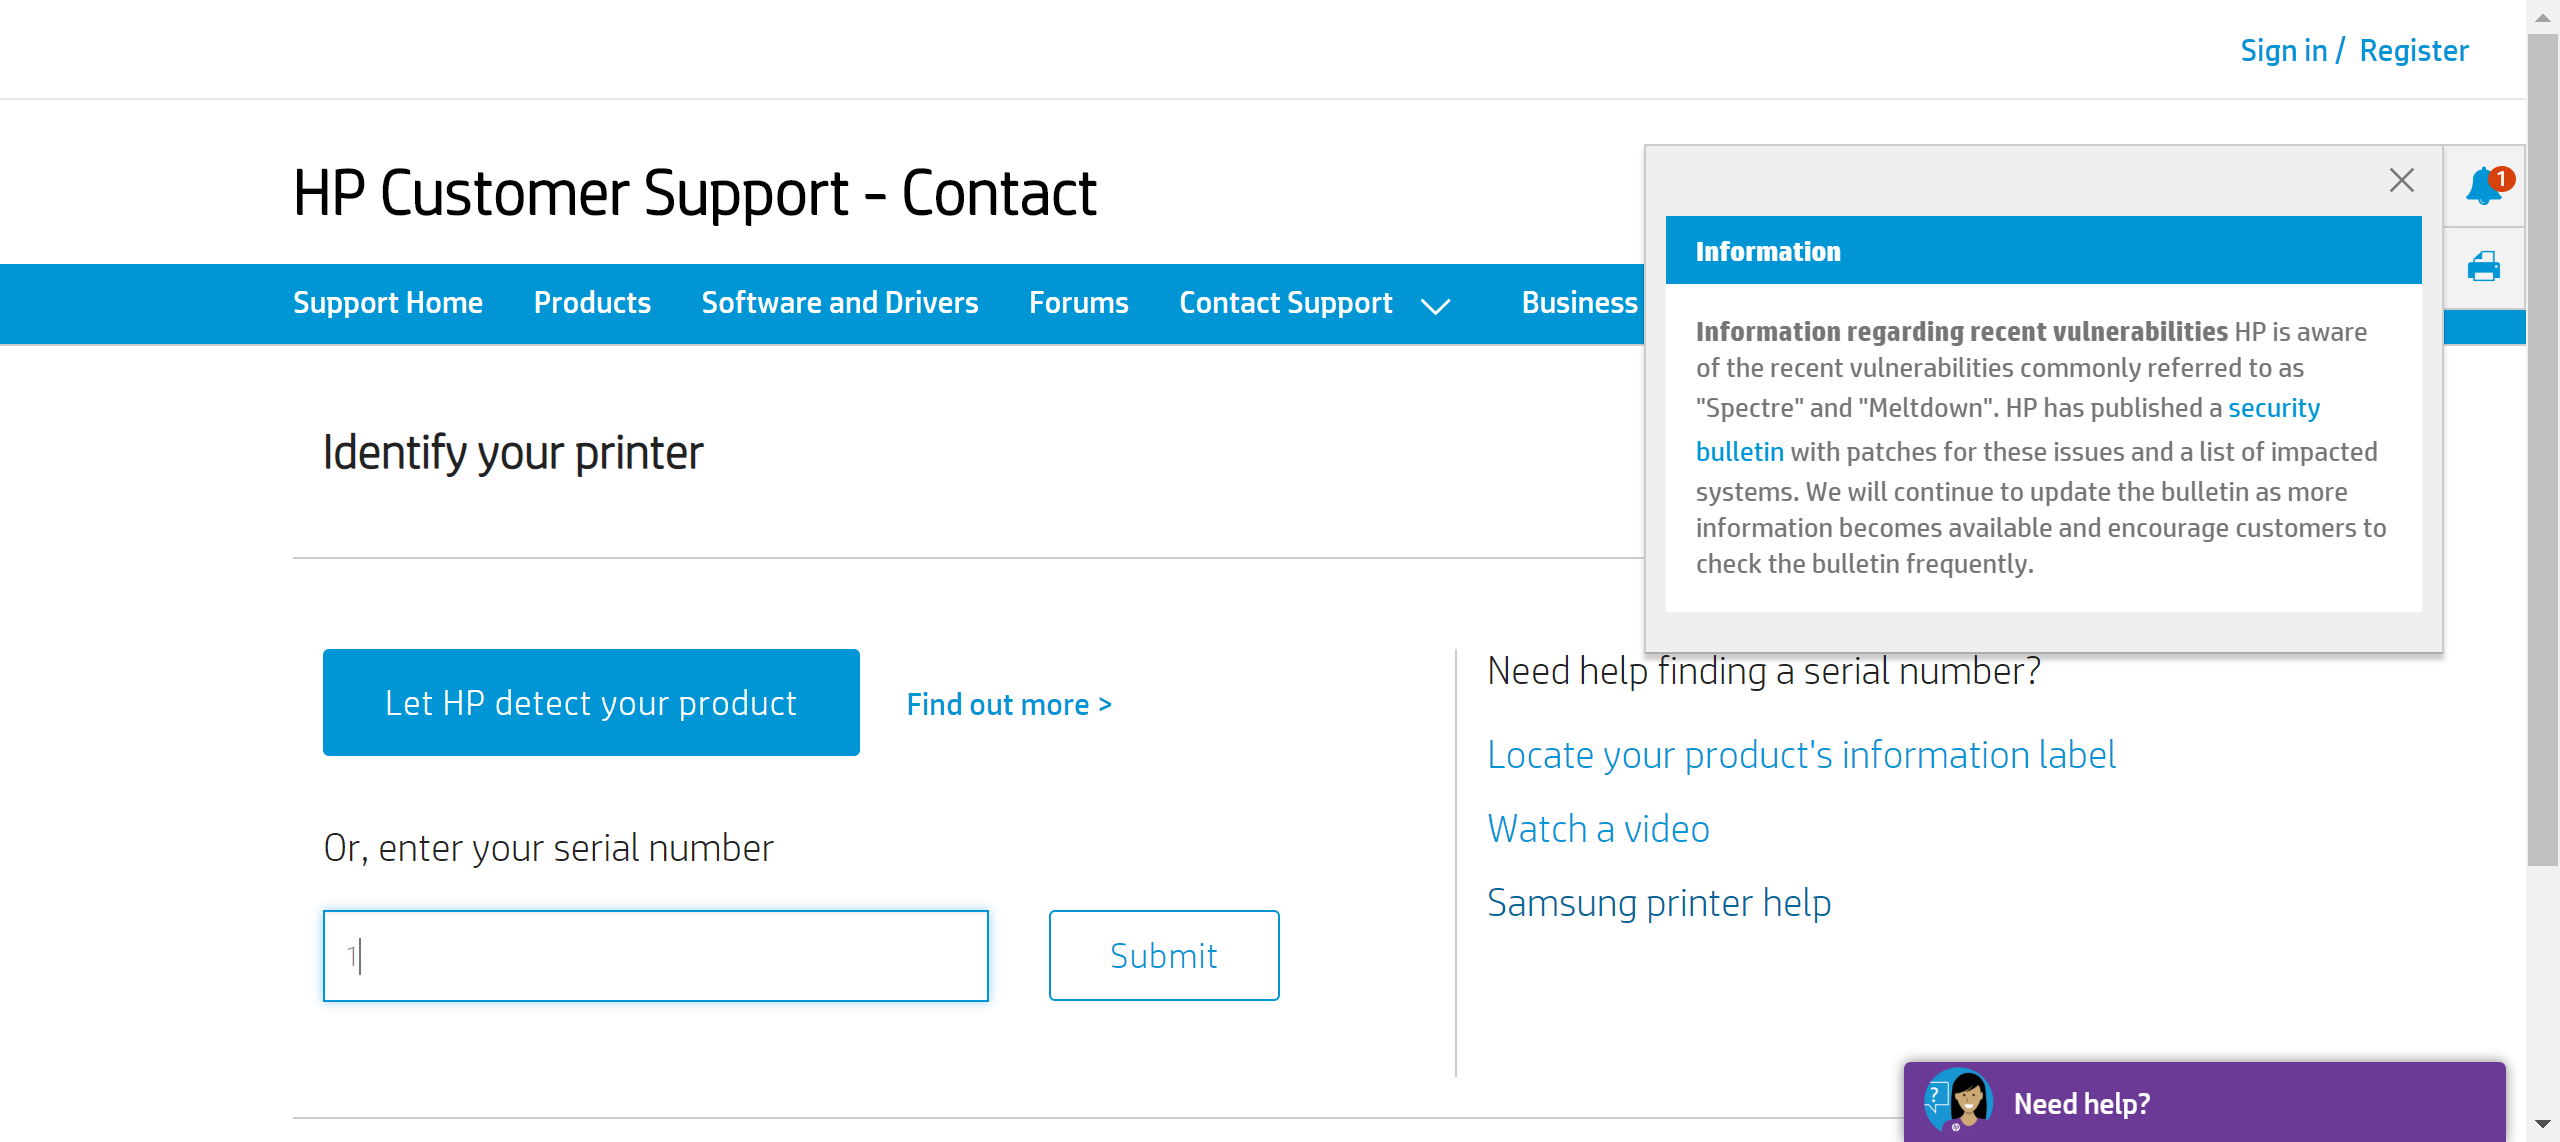 Sign in / Register
HP Customer Support - Contact
1
Support Home Products Software and Drivers Forums Contact Support Business
Information
Information regarding recent vulnerabilities HP is aware
of the recent vulnerabilities commonly referred to as
"Spectre" and "Meltdown". HP has published a security
bulletin with patches for these issues and a list of impacted
systems. We will continue to update the bulletin as more
information becomes available and encourage customers to
check the bulletin frequently.
Identify your printer
Let HP detect your product Find out more >
Or, enter your serial number
1
Submit
Need help finding a serial number?
Locate your product's information label
Watch a video
Samsung printer help
? Need help?